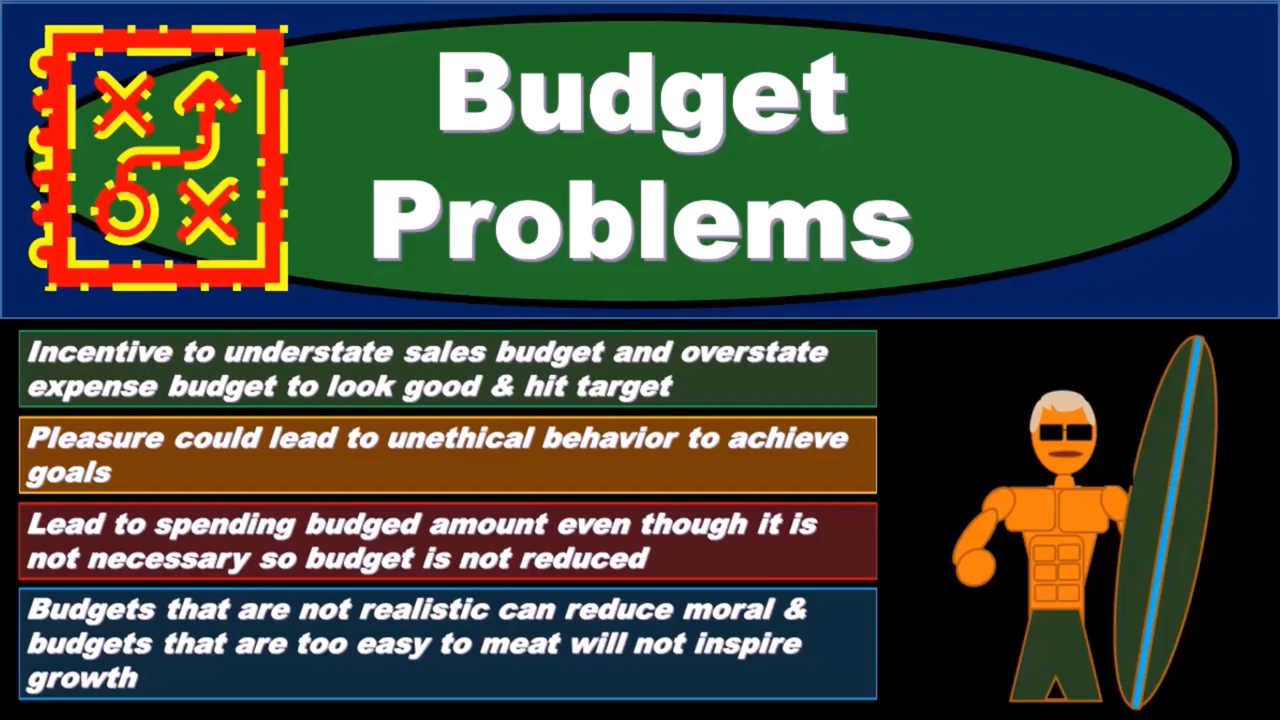 Budget
Problems
Incentive to understate sales budget and overstate
expense budget to look good & hit target
Pleasure could lead to unethical behavior to achieve
goals
Lead to spending budged amount even though it is
not necessary so budget is not reduced
Budgets that are not realistic can reduce moral &
budgets that are too easy to meat will not inspire
growth